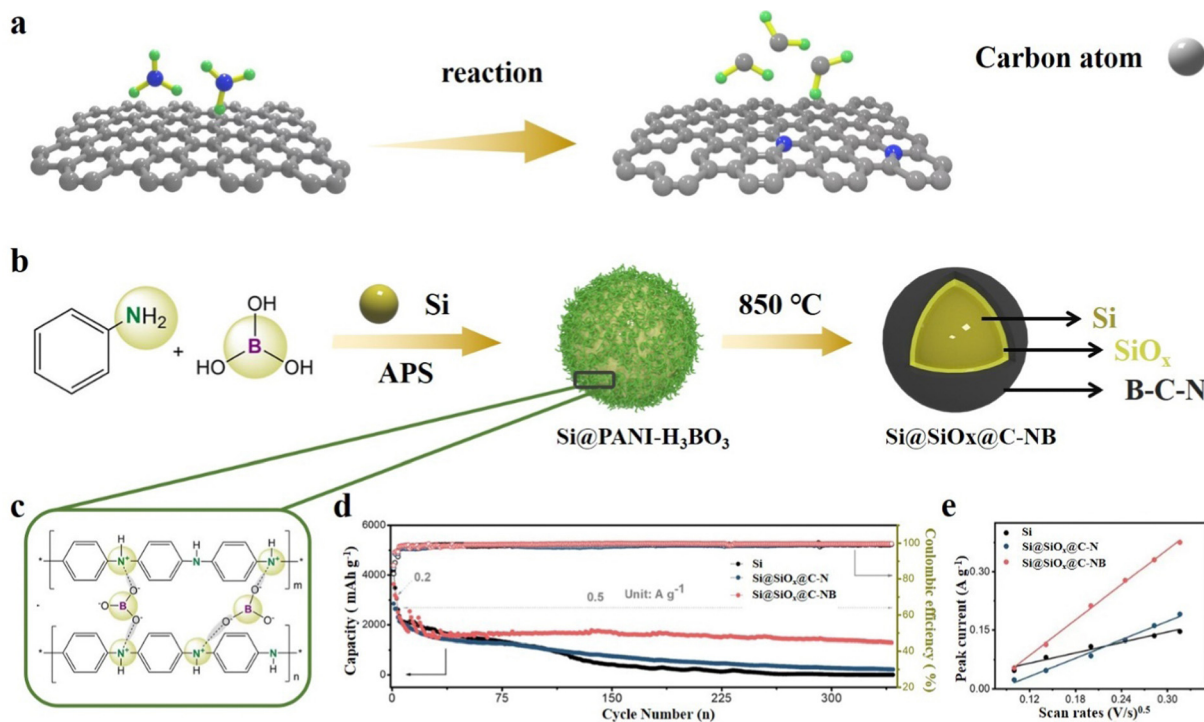 a
reaction
Carbon atom
b
NH₂
+
OH
B
HO
OH
Si
APS
850 °C
Si
SiOₓ
B-C-N
Si@PANI-H₃BO₃
Si@SiOx@C-NB
c
H
N⁺
H
N
H
N⁺
* *
m
O⁻
O⁻
⁻O B
B
O⁻
O⁻
O
N⁺
H
N⁺
H
N
H
* *
n
d
Capacity ( mAh g⁻¹)
6000
5000
4000
3000
2000
1000
0
0.2
0.5 Unit: A g⁻¹
Si
Si@SiOₓ@C-N
Si@SiOₓ@C-NB
0 75 150 225 300
Cycle Number (n)
100
80
60
40
20
Coulombic efficiency ( %)
e
Peak current (A g⁻¹)
0.30
0.15
0.00
Si
Si@SiOₓ@C-N
Si@SiOₓ@C-NB
0.12 0.18 0.24 0.30
Scan rates (V/s)⁰·⁵